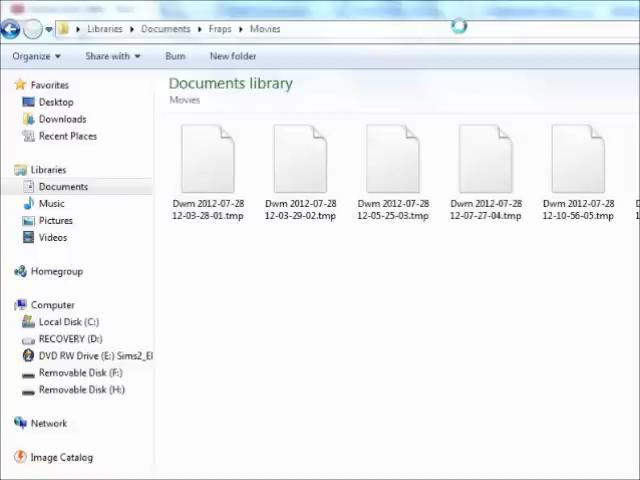 Libraries Documents Fraps Movies
Organize Share with Burn New folder
Documents library
Movies
Favorites
Desktop
Downloads
Recent Places
Libraries
Documents
Music
Pictures
Videos
Homegroup
Computer
Local Disk (C:)
RECOVERY (D:)
DVD RW Drive (E:) Sims2_E
Removable Disk (F:)
Removable Disk (H:)
Network
Image Catalog
Dwm 2012-07-28
12-03-28-01.tmp
Dwm 2012-07-28
12-03-29-02.tmp
Dwm 2012-07-28
12-05-25-03.tmp
Dwm 2012-07-28
12-07-27-04.tmp
Dwm 2012-07-28
12-10-56-05.tmp